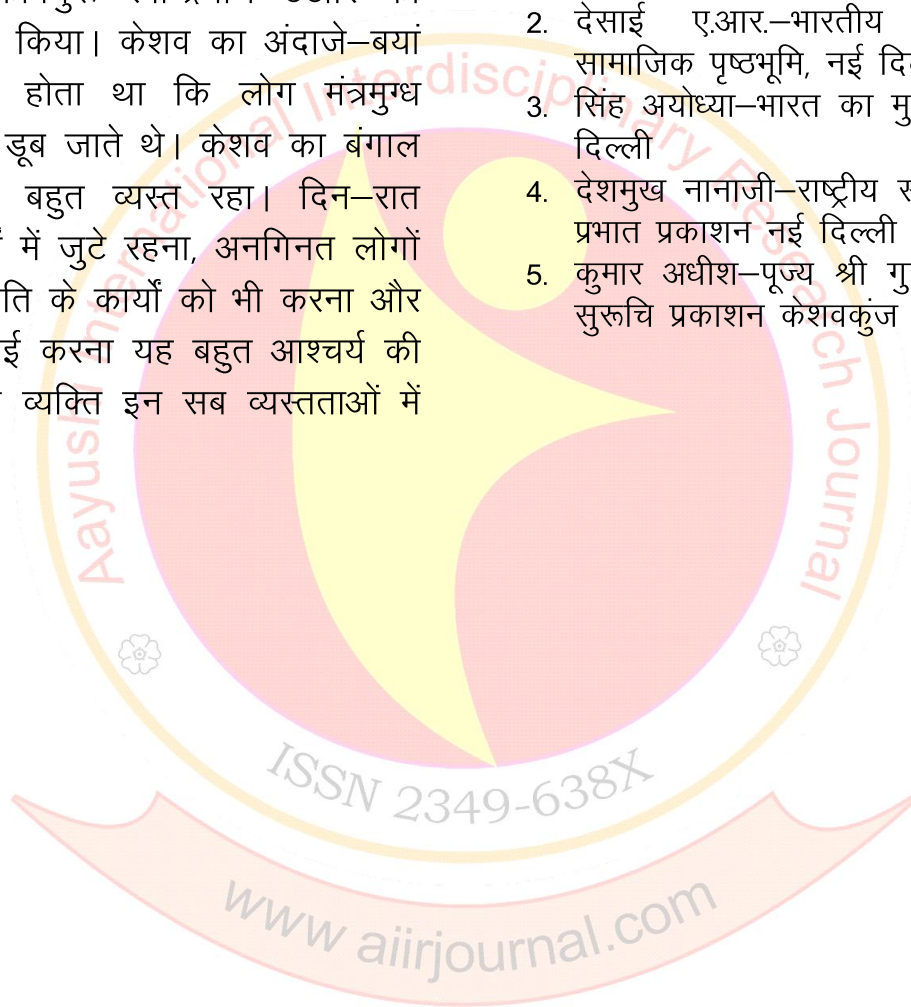 किया। केशव का अंदाजे–बयां
होता था कि लोग मंत्रमुग्ध
डूब जाते थे। केशव का बंगाल
बहुत व्यस्त रहा। दिन–रात
में जुटे रहना, अनगिनत लोगों
के कार्यों को भी करना और
करना यह बहुत आश्चर्य की
व्यक्ति इन सब व्यस्तताओं में
2. देसाई ए.आर.–भारतीय
सामाजिक पृष्ठभूमि, नई
3. सिंह अयोध्या–भारत का
दिल्ली
4. देशमुख नानाजी–राष्ट्रीय
प्रभात प्रकाशन नई दिल्ली
5. कुमार अधीश–पूज्य श्री
सुरूचि प्रकाशन केशवकुंज
Aayushi International Interdisciplinary Research Journal
ISSN 2349-638X
www aiirjournal.com